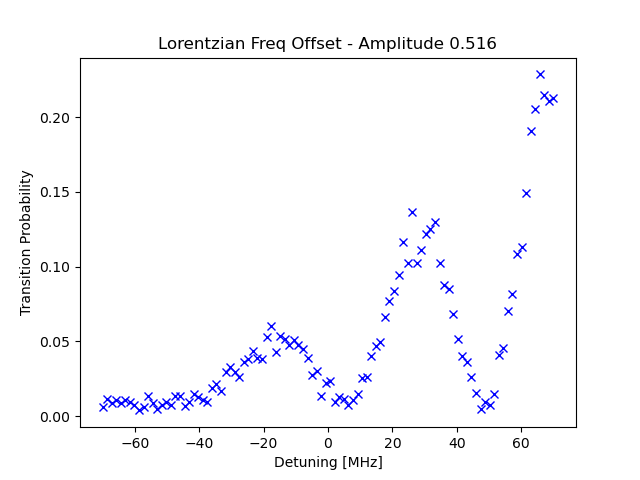 Lorentzian Freq Offset - Amplitude 0.516
Transition Probability
0.20
0.15
0.10
0.05
0.00
−60 −40 −20 0 20 40 60
Detuning [MHz]